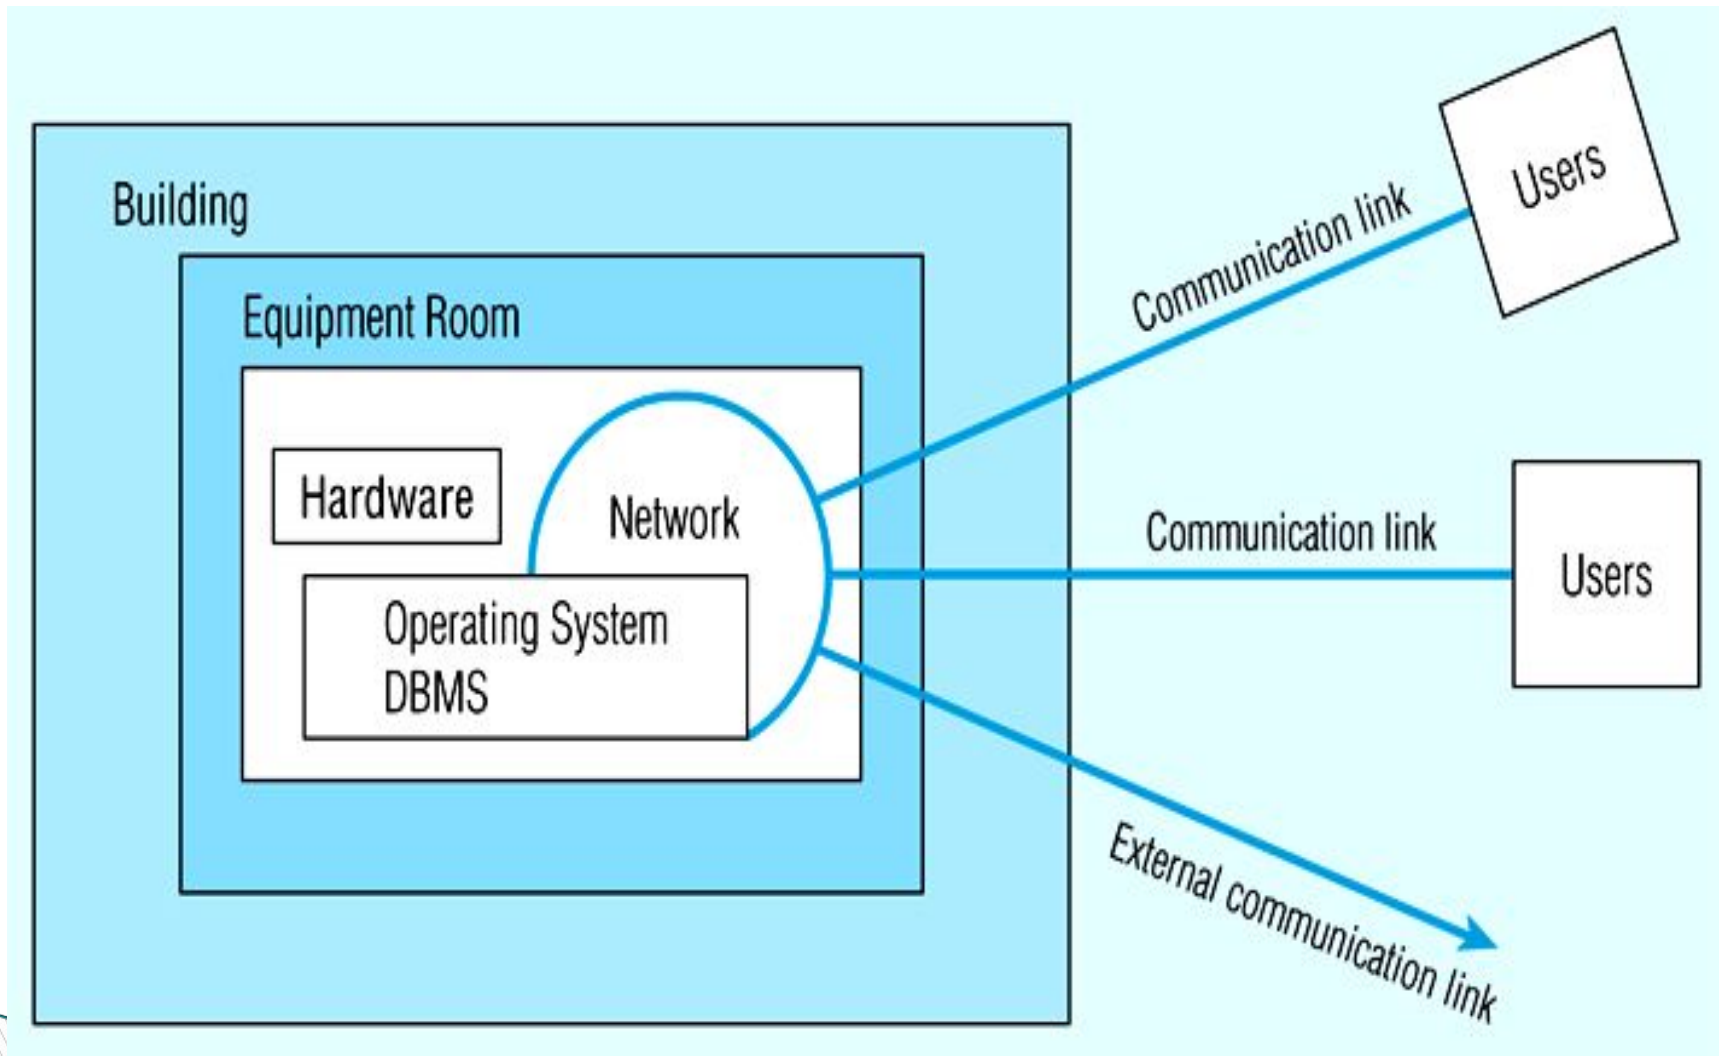 Building
Equipment Room
Hardware
Network
Operating System
DBMS
Communication link
Users
Communication link
Users
External communication link